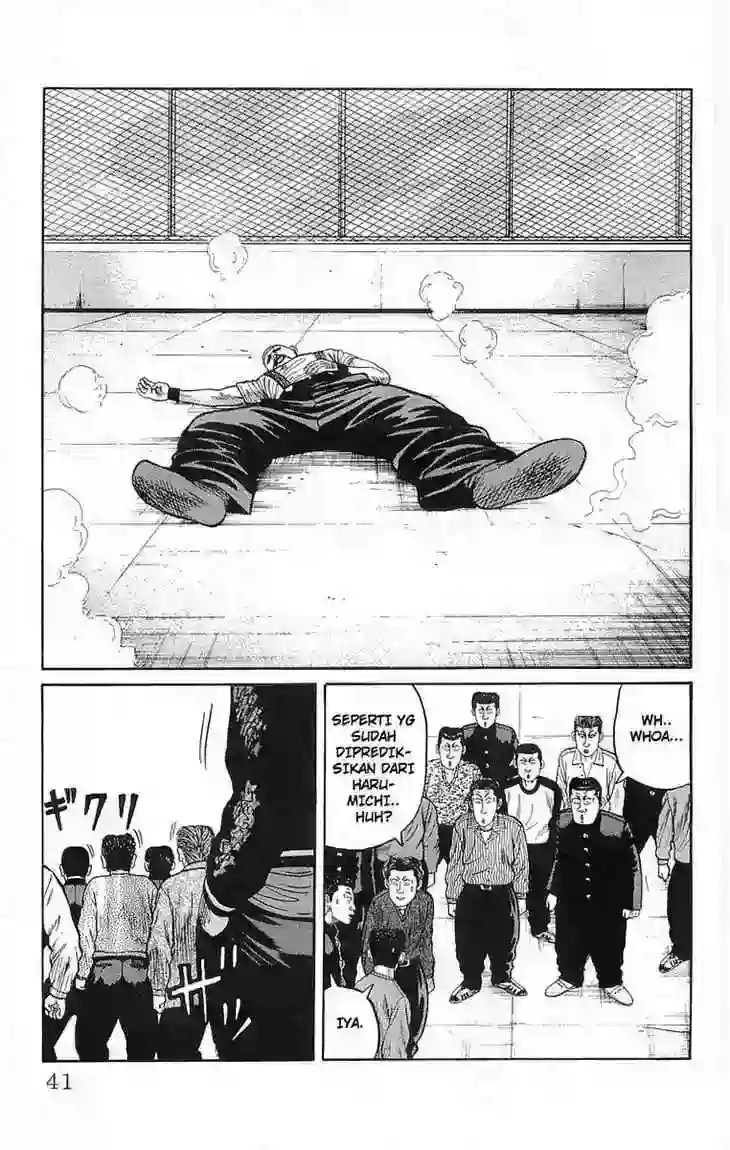 WH..
WHOA...
SEPERTI YG
SUDAH
DIPREDIK-
SIKAN DARI
HARU-
MICHI..
HUH?
IYA.
ギクリ
ザッ
41